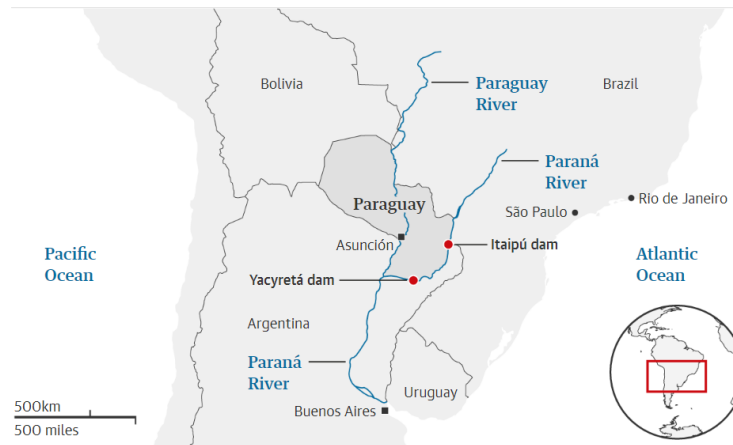 Bolivia
Paraguay
River
Brazil
Paraná
River
Paraguay
Rio de Janeiro
São Paulo
Asunción
Itaipú dam
Pacific
Ocean
Atlantic
Ocean
Yacyretá dam
Argentina
Paraná
River
Uruguay
Buenos Aires
500km
500 miles